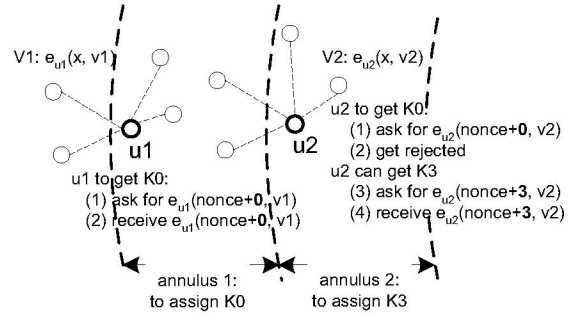 V1: e_u1(x, v1)
V2: e_u2(x, v2)
u1
u2
u1 to get K0:
(1) ask for e_u1(nonce+0, v1)
(2) receive e_u1(nonce+0, v1)
u2 to get K0:
(1) ask for e_u2(nonce+0, v2)
(2) get rejected
u2 can get K3
(3) ask for e_u2(nonce+3, v2)
(4) receive e_u2(nonce+3, v2)
annulus 1:
to assign K0
annulus 2:
to assign K3